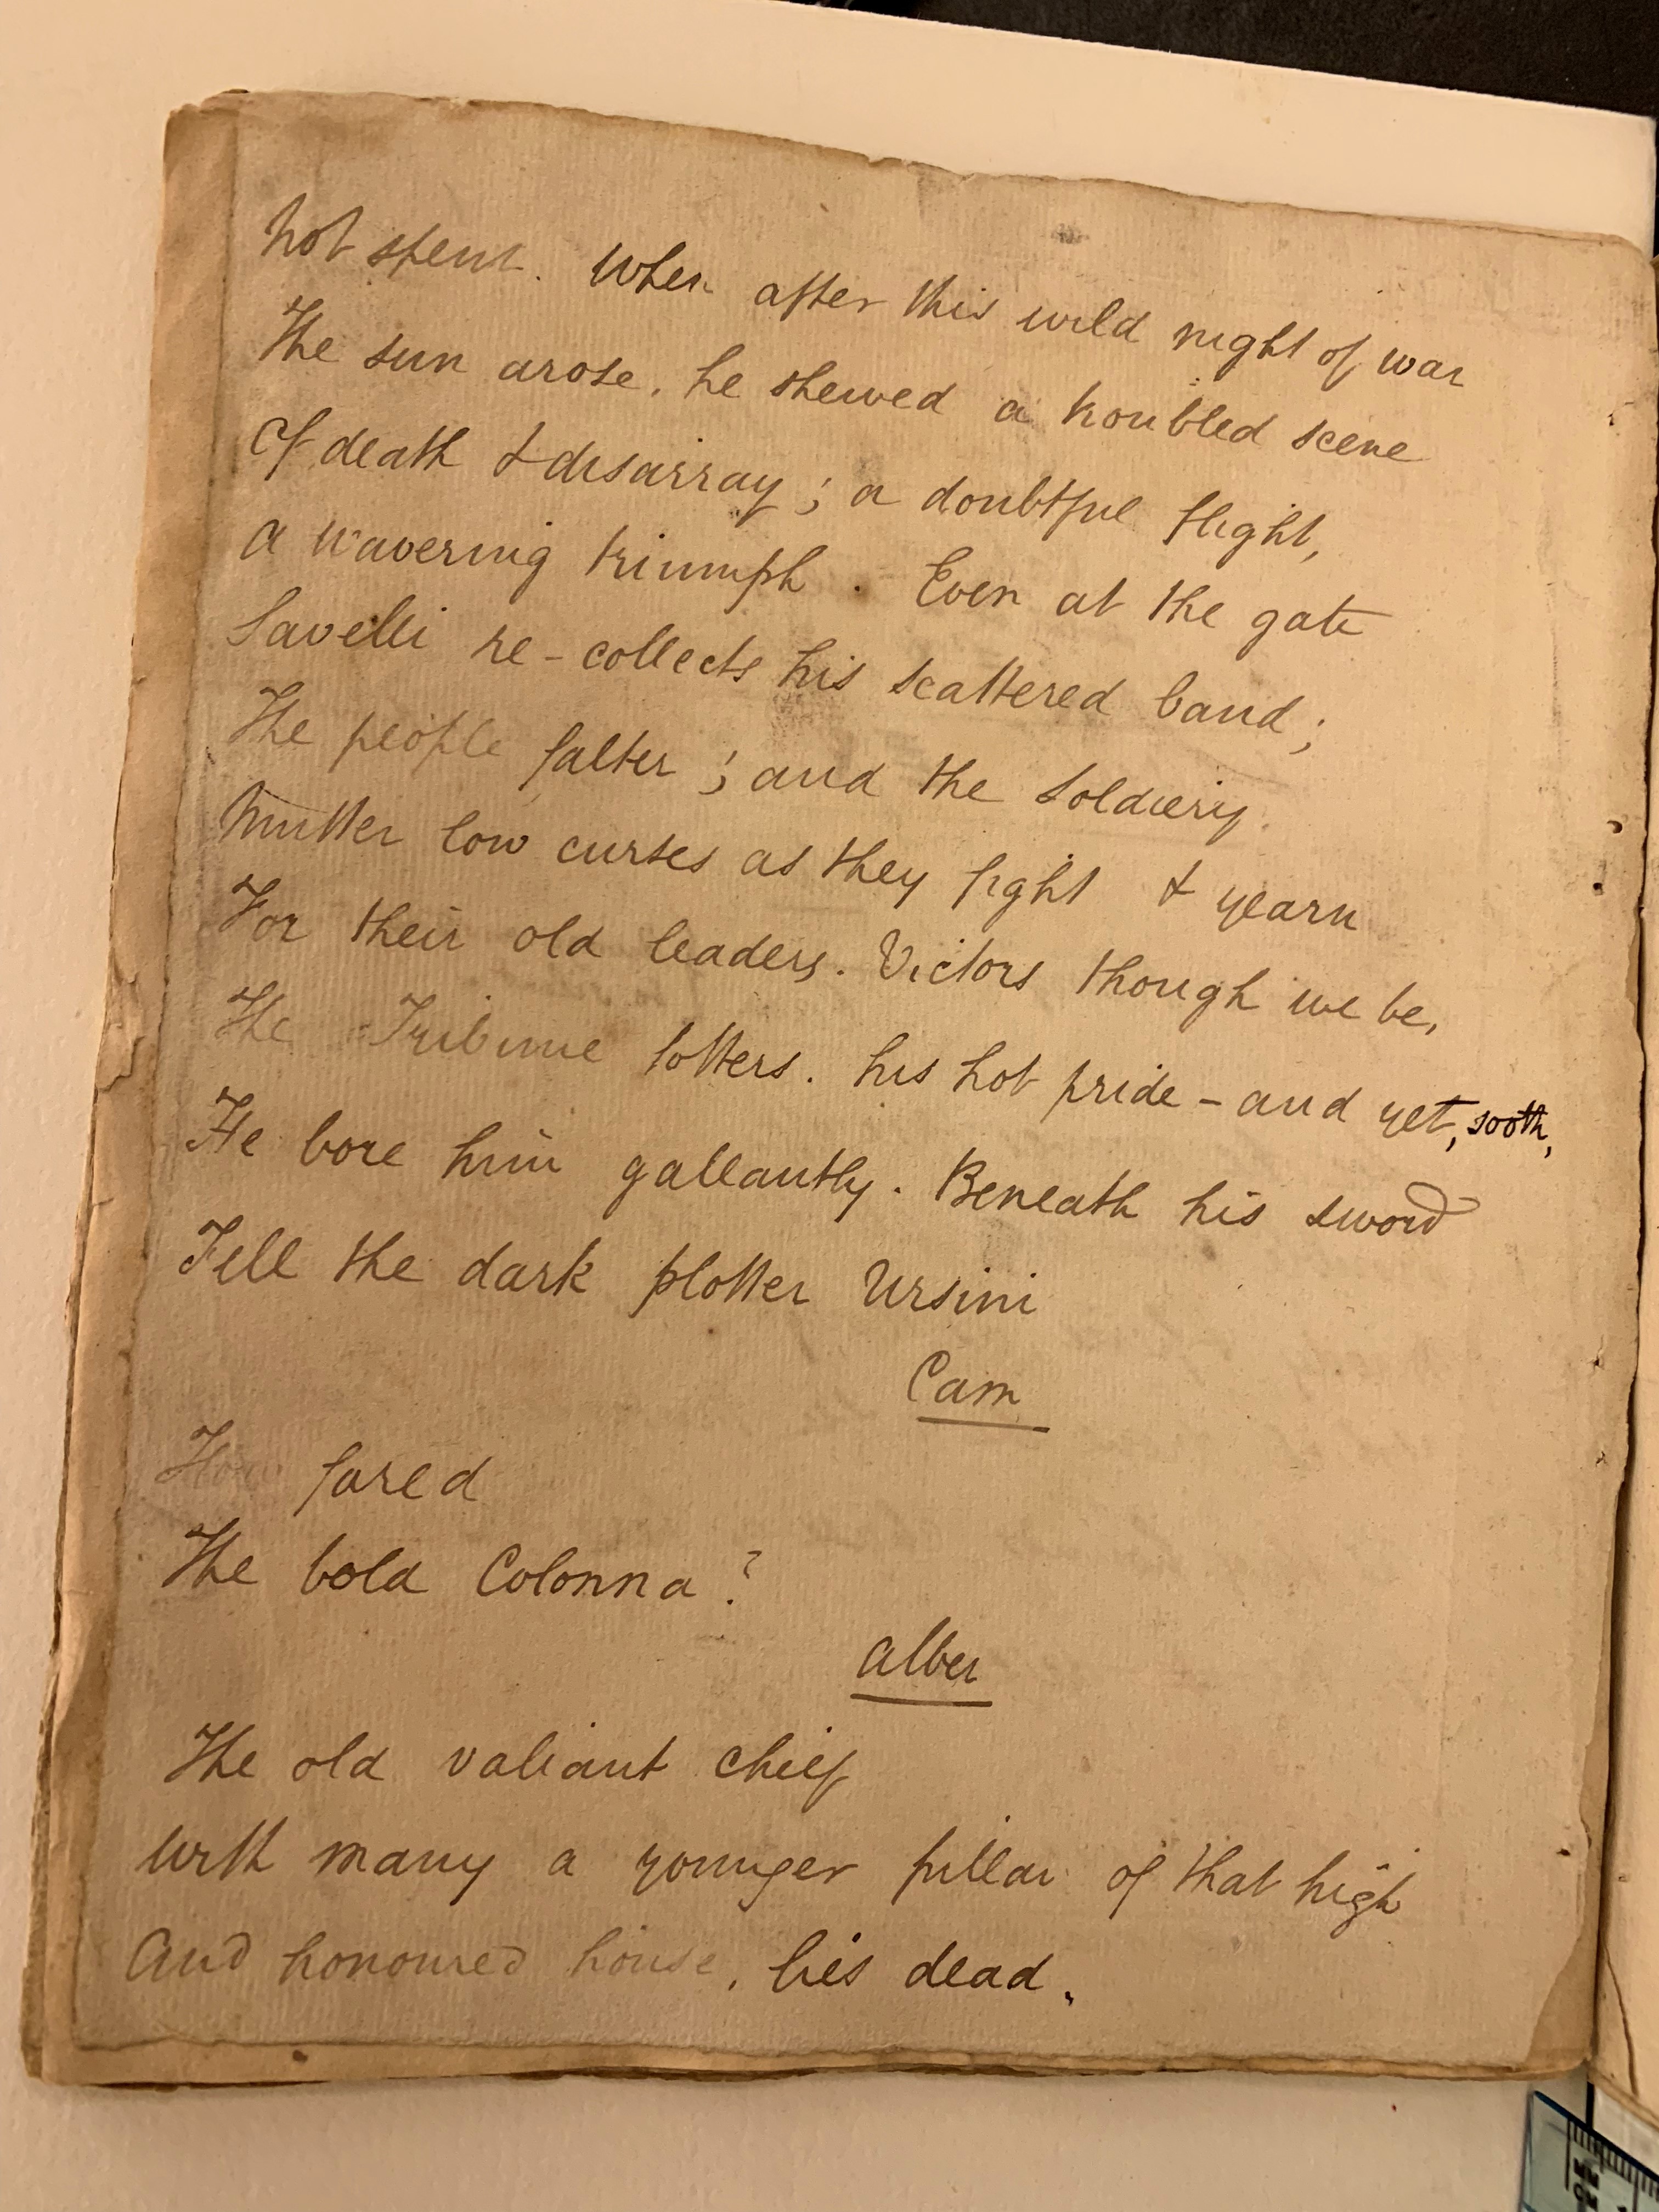 Not spent. When after this wild night of war
The sun arose, he shewed a troubled scene
Of death & disarray; a doubtful flight,
A wavering triumph. Even at the gate
Savelli re-collects his scattered band;
The people falter; and the soldiery
Mutter low curses as they fight & yearn
For their old leaders. Victors though we be,
The Tribune totters. his hot pride - and yet, sooth,
He bore him gallantly. Beneath his sword
Fell the dark plotter Ursini
Cam
How fared
The bold Colonna?
Alber
The old valiant chief
With many a younger pillar of that high
And honoured house, lies dead.
MM
CM